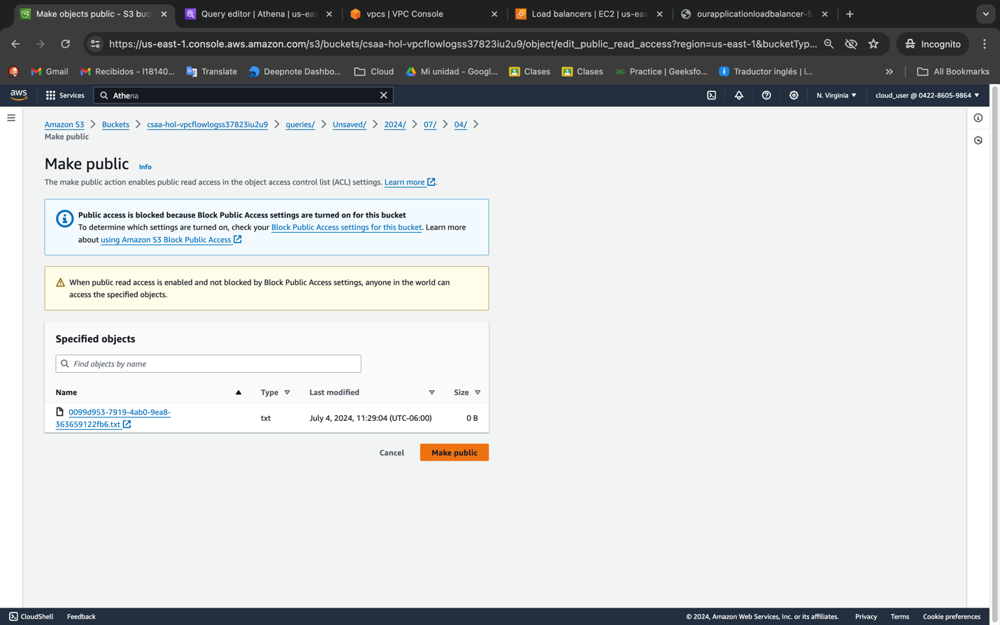 Make objects public - S3 buc
Query editor | Athena | us-eas
vpcs | VPC Console
Load balancers | EC2 | us-eas
ourapplicationloadbalancer-5
https://us-east-1.console.aws.amazon.com/s3/buckets/csaa-hol-vpcflowlogss37823iu2u9/object/edit_public_read_access?region=us-east-1&bucketTyp...
Incognito
Gmail
Recibidos - l18140...
Translate
Deepnote Dashbo...
Cloud
Mi unidad - Googl...
Clases
Clases
Practice | Geeksfo...
Traductor inglés | i...
All Bookmarks
aws
Services
Athena
N. Virginia
cloud_user @ 0422-8605-9864
Amazon S3
Buckets
csaa-hol-vpcflowlogss37823iu2u9
queries/
Unsaved/
2024/
07/
04/
Make public
Make public
Info
The make public action enables public read access in the object access control list (ACL) settings. Learn more.
Public access is blocked because Block Public Access settings are turned on for this bucket
To determine which settings are turned on, check your Block Public Access settings for this bucket. Learn more
about using Amazon S3 Block Public Access
When public read access is enabled and not blocked by Block Public Access settings, anyone in the world can
access the specified objects.
Specified objects
Find objects by name
Name
Type
Last modified
Size
0099d953-7919-4ab0-9ea8-
363659122fb6.txt
txt
July 4, 2024, 11:29:04 (UTC-06:00)
0 B
Cancel
Make public
CloudShell
Feedback
© 2024, Amazon Web Services, Inc. or its affiliates.
Privacy
Terms
Cookie preferences